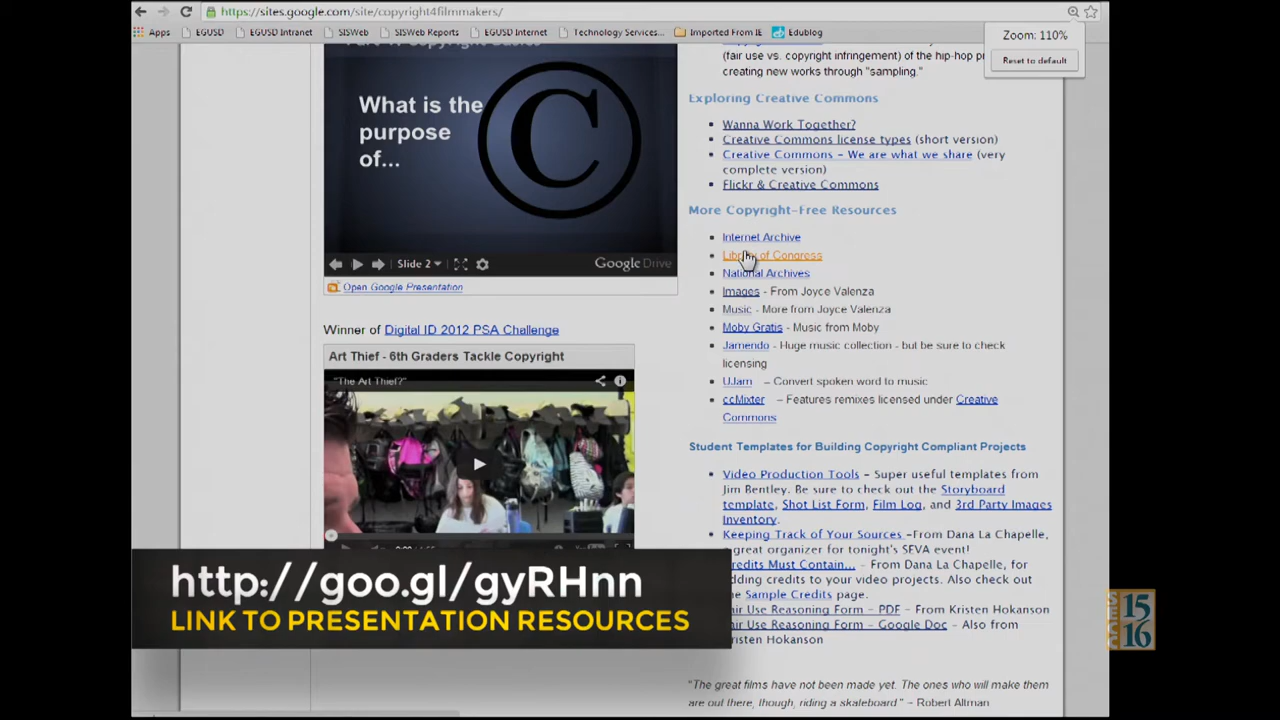 https://sites.google.com/site/copyright4filmmakers/
Apps EGUSD EGUSD Intranet SISWeb SISWeb Reports EGUSD Internet Technology Services... Imported From IE Edublog
Zoom: 110%
Reset to default
Copyright Basics
What is the
purpose
of...
Slide 2
Google Drive
Open Google Presentation
Winner of Digital ID 2012 PSA Challenge
Art Thief - 6th Graders Tackle Copyright
"The Art Thief?"
(fair use vs. copyright infringement) of the hip-hop
creating new works through "sampling."
Exploring Creative Commons
Wanna Work Together?
Creative Commons license types (short version)
Creative Commons - We are what we share (very
complete version)
Flickr & Creative Commons
More Copyright-Free Resources
Internet Archive
Library of Congress
National Archives
Images - From Joyce Valenza
Music - More from Joyce Valenza
Moby Gratis - Music from Moby
Jamendo - Huge music collection - but be sure to check
licensing
UJam – Convert spoken word to music
ccMixter – Features remixes licensed under Creative
Commons
Student Templates for Building Copyright Compliant Projects
Video Production Tools – Super useful templates from
Jim Bentley. Be sure to check out the Storyboard
template, Shot List Form, Film Log, and 3rd Party Images
Inventory.
Keeping Track of Your Sources -From Dana La Chapelle,
great organizer for tonight's SEVA event!
redits Must Contain... - From Dana La Chapelle, for
dding credits to your video projects. Also check out
he Sample Credits page.
air Use Reasoning Form - PDF - From Kristen Hokanson
air Use Reasoning Form - Google Doc - Also from
risten Hokanson
"The great films have not been made yet. The ones who will make them
are out there, though, riding a skateboard." ~ Robert Altman
http://goo.gl/gyRHnn
LINK TO PRESENTATION RESOURCES
SECC
15
16